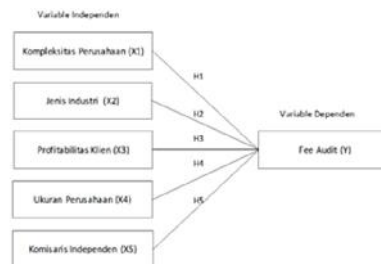 Variable Independen
Kompleksitas Perusahaan (X1)
H1
Jenis Industri (X2)
H2
Variable Dependen
Profitabilitas Klien (X3)
H3
Fee Audit (Y)
H4
Ukuran Perusahaan (X4)
H5
Komisaris Independen (X5)